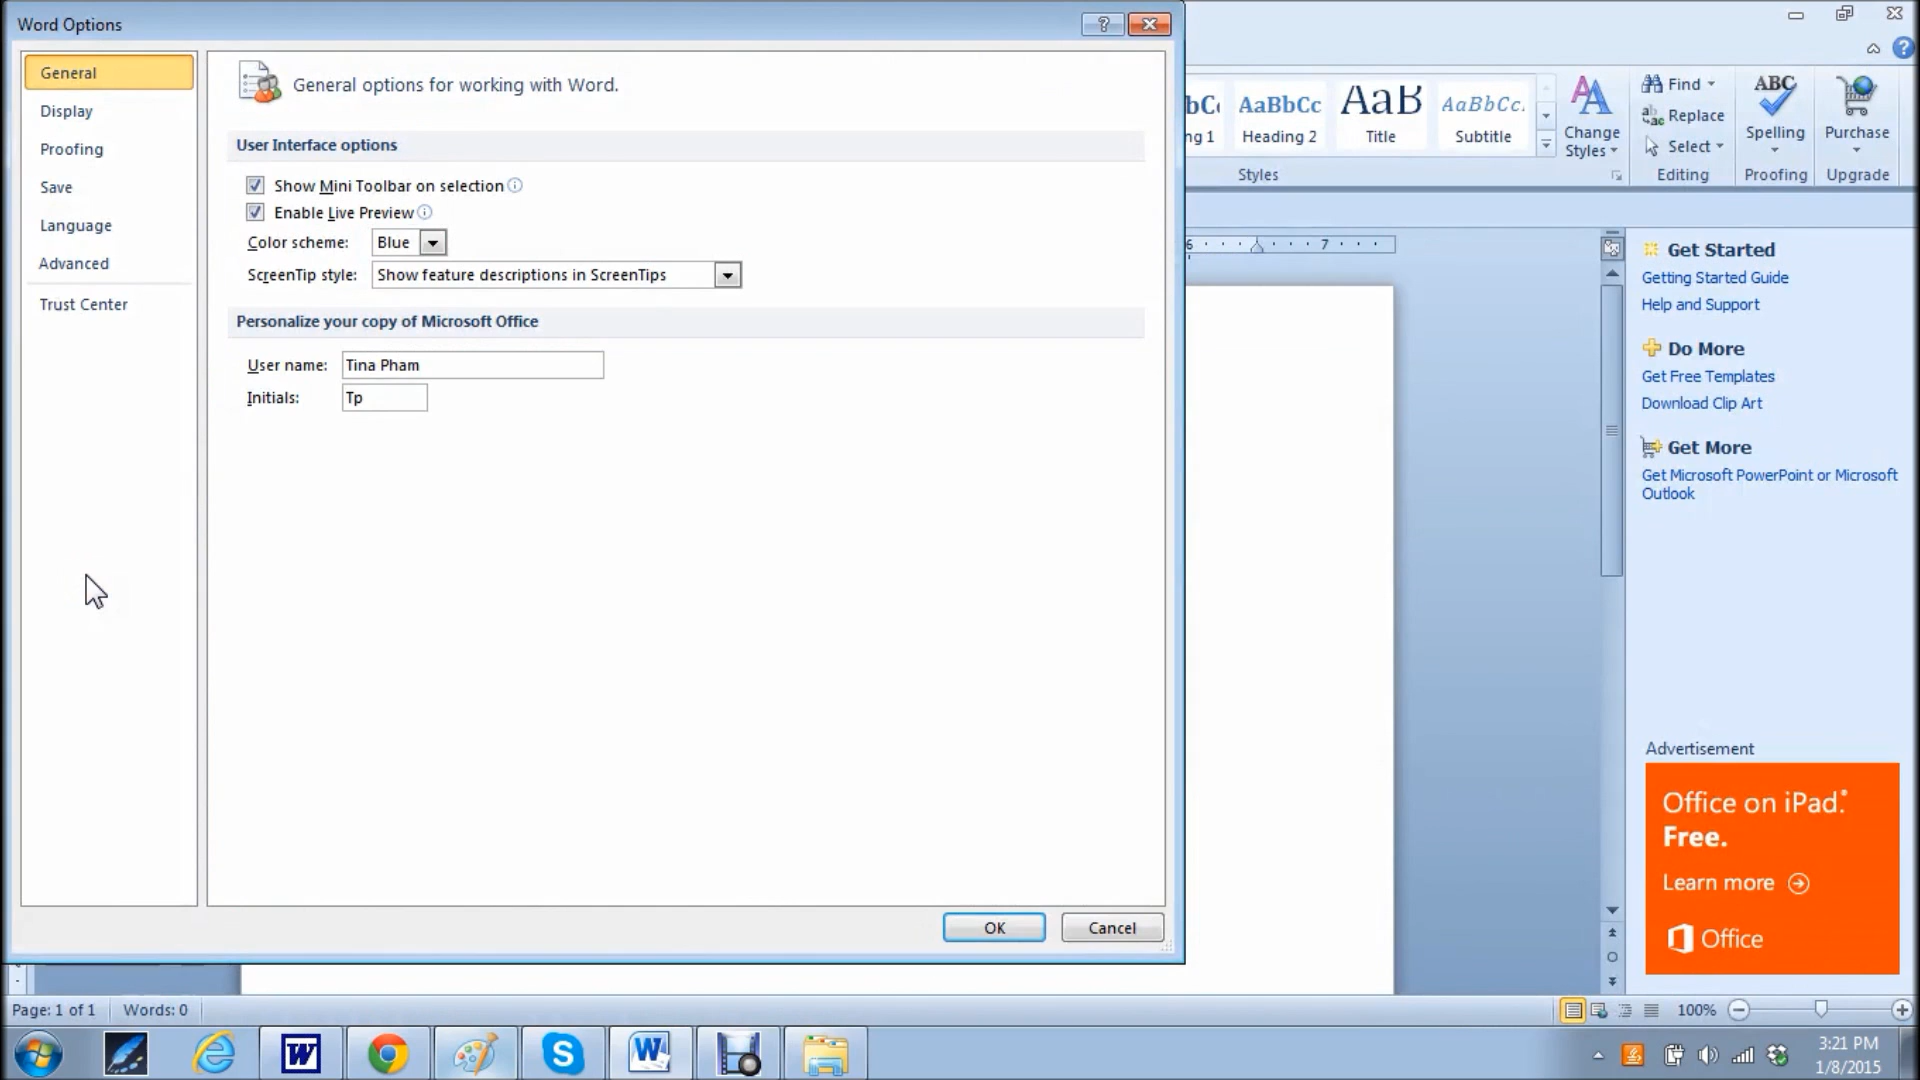 Word Options
General
Display
Proofing
Save
Language
Advanced
Trust Center
General options for working with Word.
User Interface options
Show Mini Toolbar on selection
Enable Live Preview
Color scheme: Blue
ScreenTip style: Show feature descriptions in ScreenTips
Personalize your copy of Microsoft Office
User name: Tina Pham
Initials: Tp
OK Cancel
AaBbCc AaB AaBbCc.
ng 1 Heading 2 Title Subtitle
Change Styles
Styles
Find
Replace
Select
Editing
ABC
Spelling
Proofing
Purchase
Upgrade
6 7
Get Started
Getting Started Guide
Help and Support
Do More
Get Free Templates
Download Clip Art
Get More
Get Microsoft PowerPoint or Microsoft
Outlook
Advertisement
Office on iPad.
Free.
Learn more
Office
Page: 1 of 1 Words: 0
100%
3:21 PM
1/8/2015